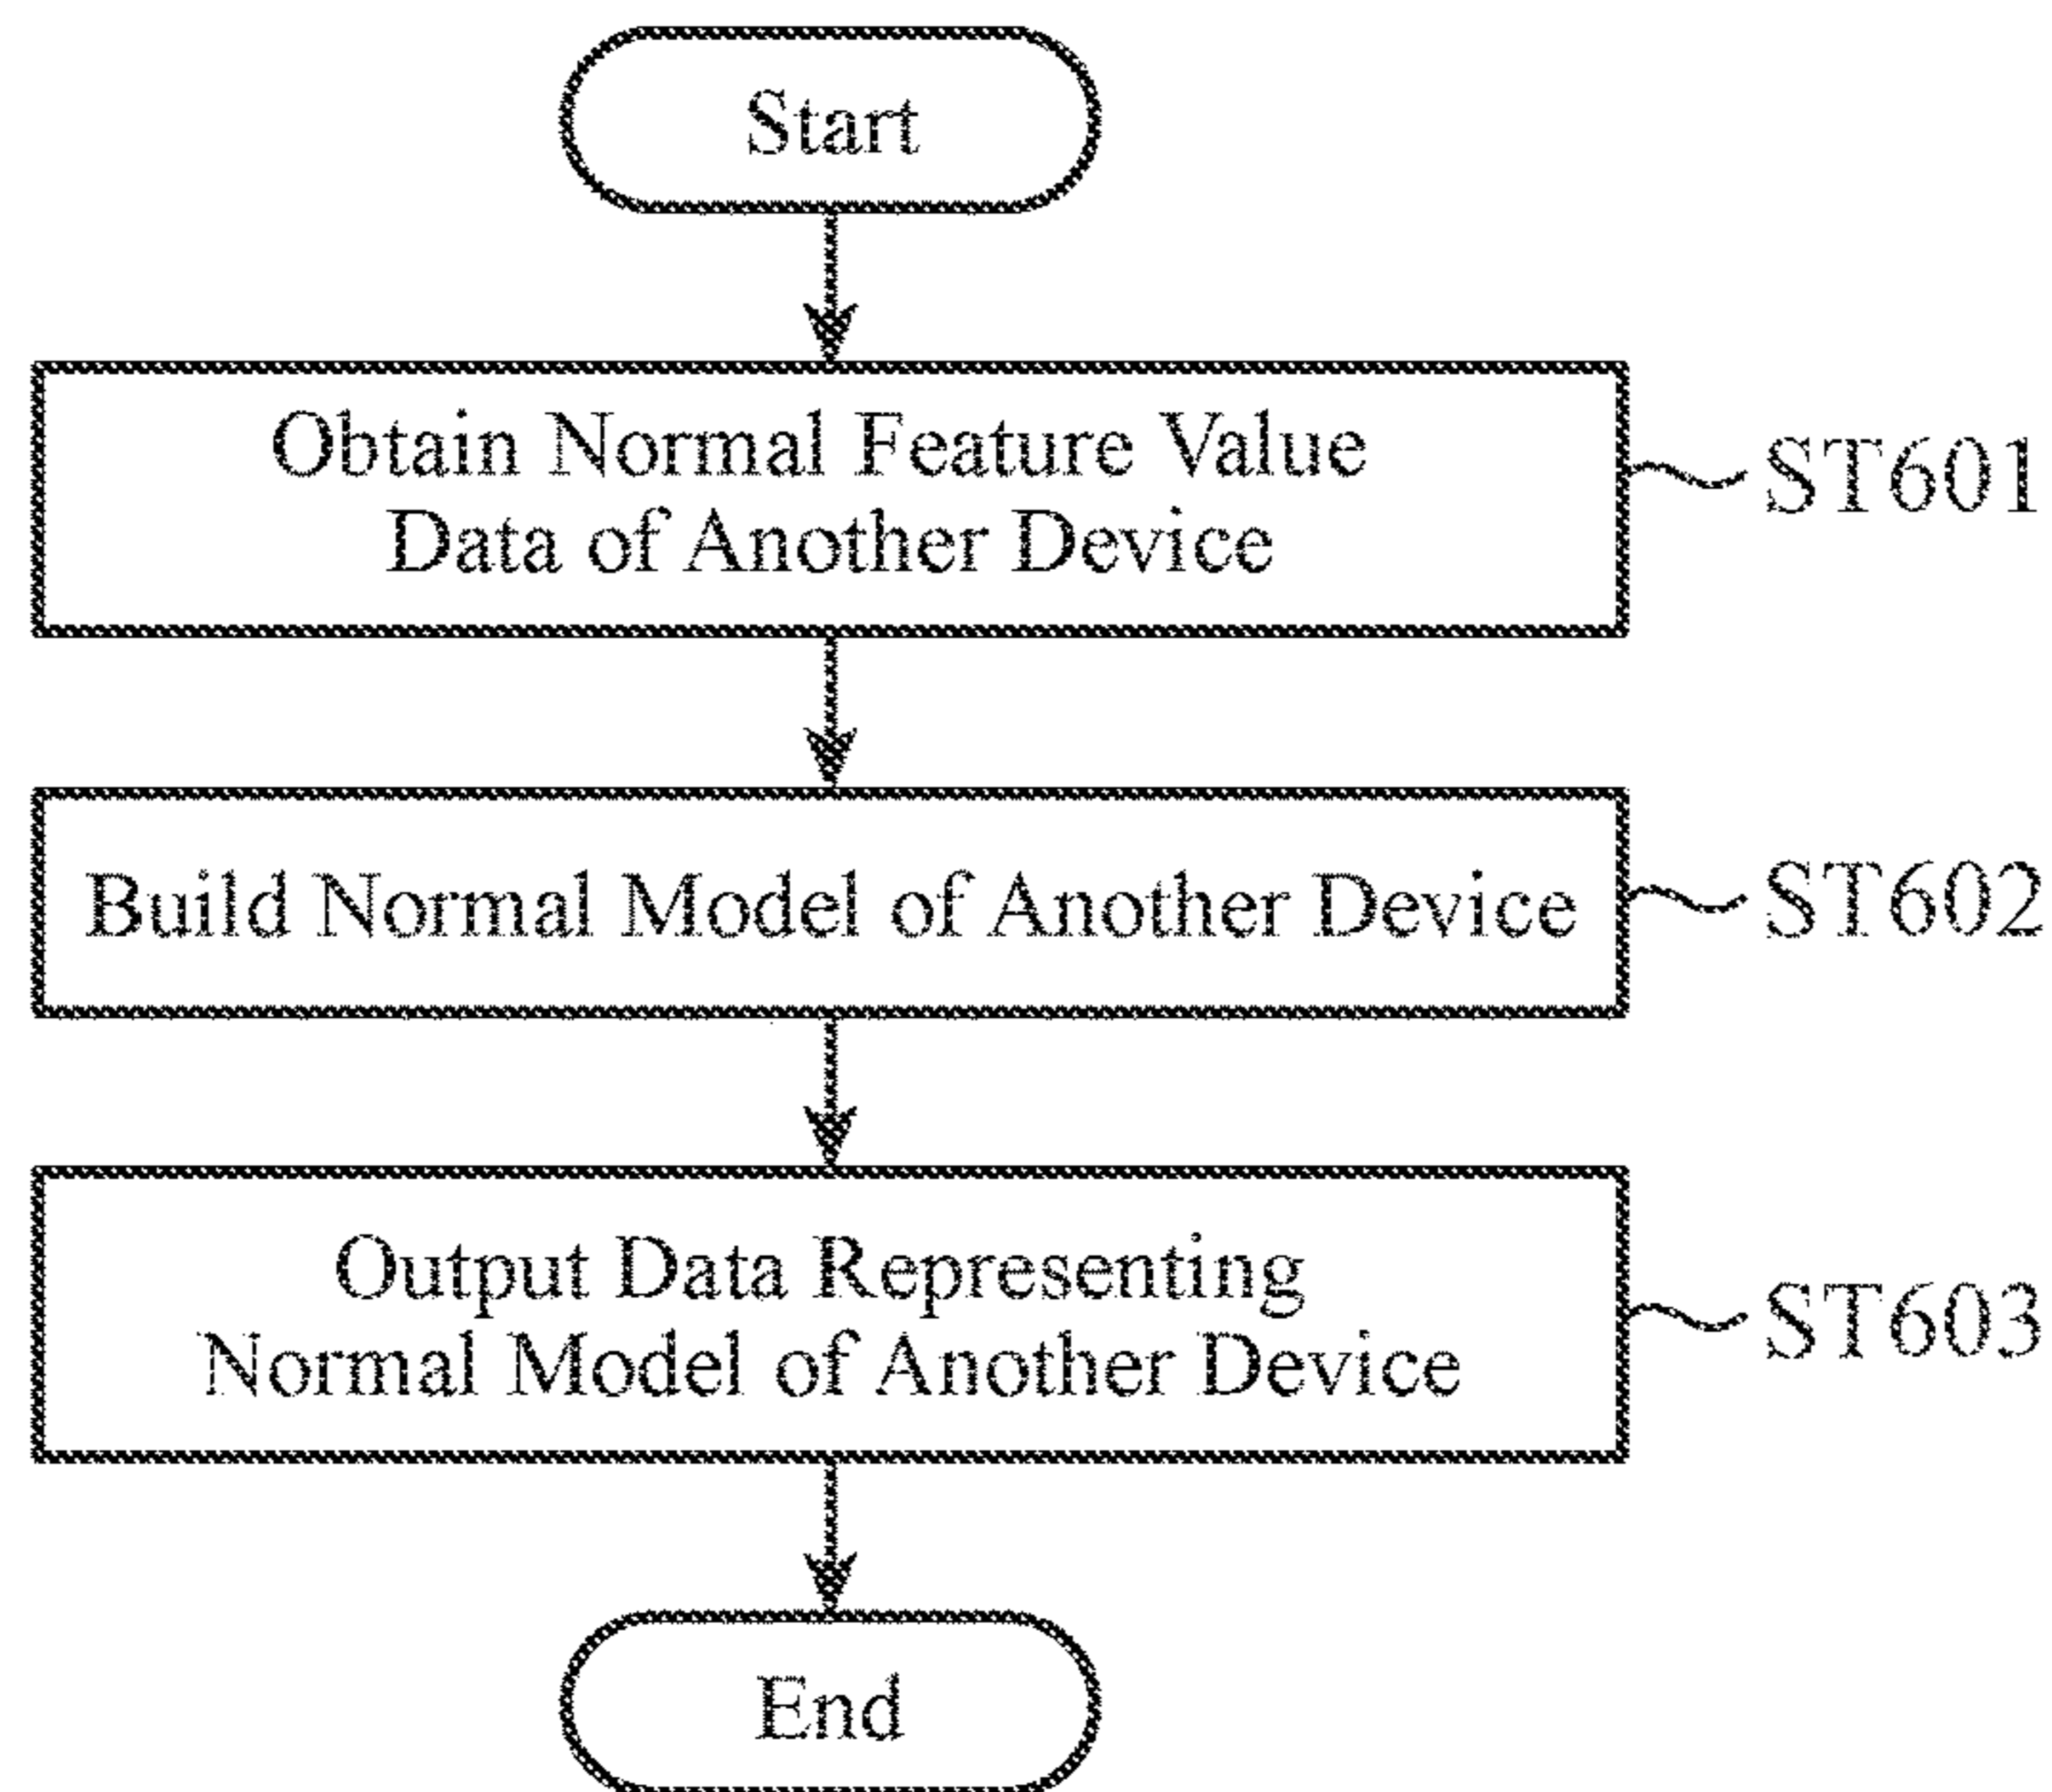 Start
Obtain Normal Feature Value
Data of Another Device
ST601
Build Normal Model of Another Device
ST602
Output Data Representing
Normal Model of Another Device
ST603
End